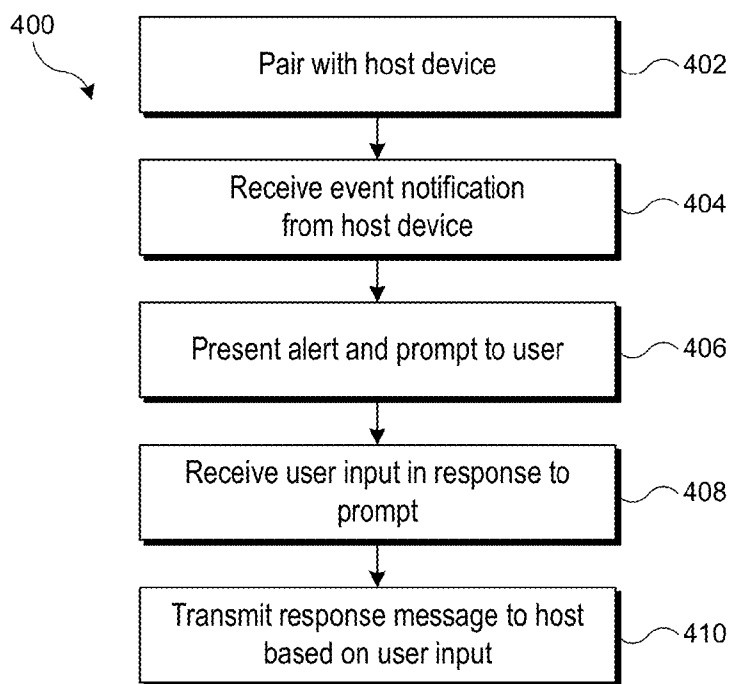 400
Pair with host device
402
Receive event notification
from host device
404
Present alert and prompt to user
406
Receive user input in response to
prompt
408
Transmit response message to host
based on user input
410